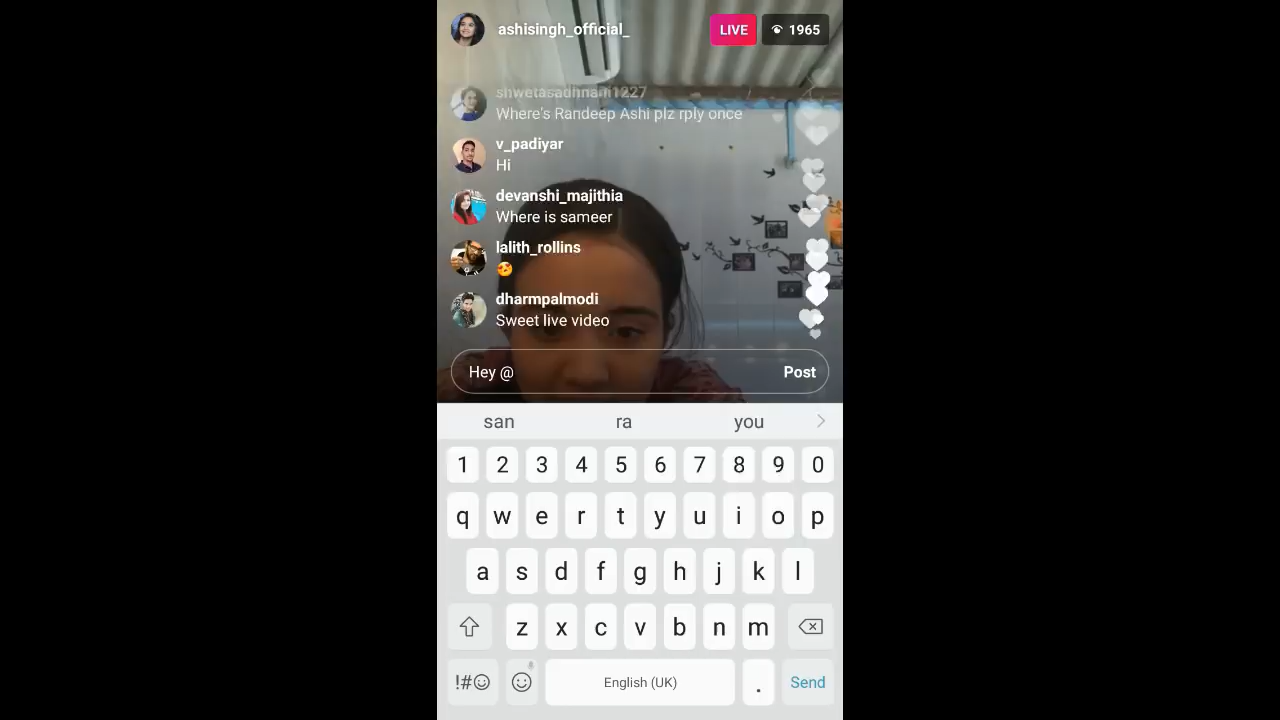 ashisingh_official_
LIVE
1965
shwetasadhnani1227
Where's Randeep Ashi plz rply once
v_padiyar
Hi
devanshi_majithia
Where is sameer
lalith_rollins
😍
dharmpalmodi
Sweet live video
Hey @
Post
san ra you
1 2 3 4 5 6 7 8 9 0
q w e r t y u i o p
a s d f g h j k l
z x c v b n m
!#☺ English (UK) . Send